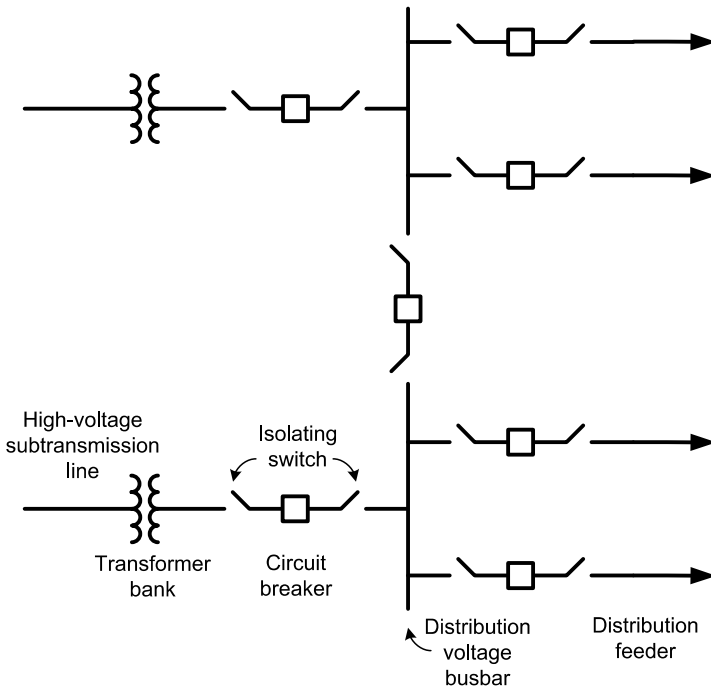 High-voltage
subtransmission
line
Isolating
switch
Transformer
bank
Circuit
breaker
Distribution
voltage
busbar
Distribution
feeder